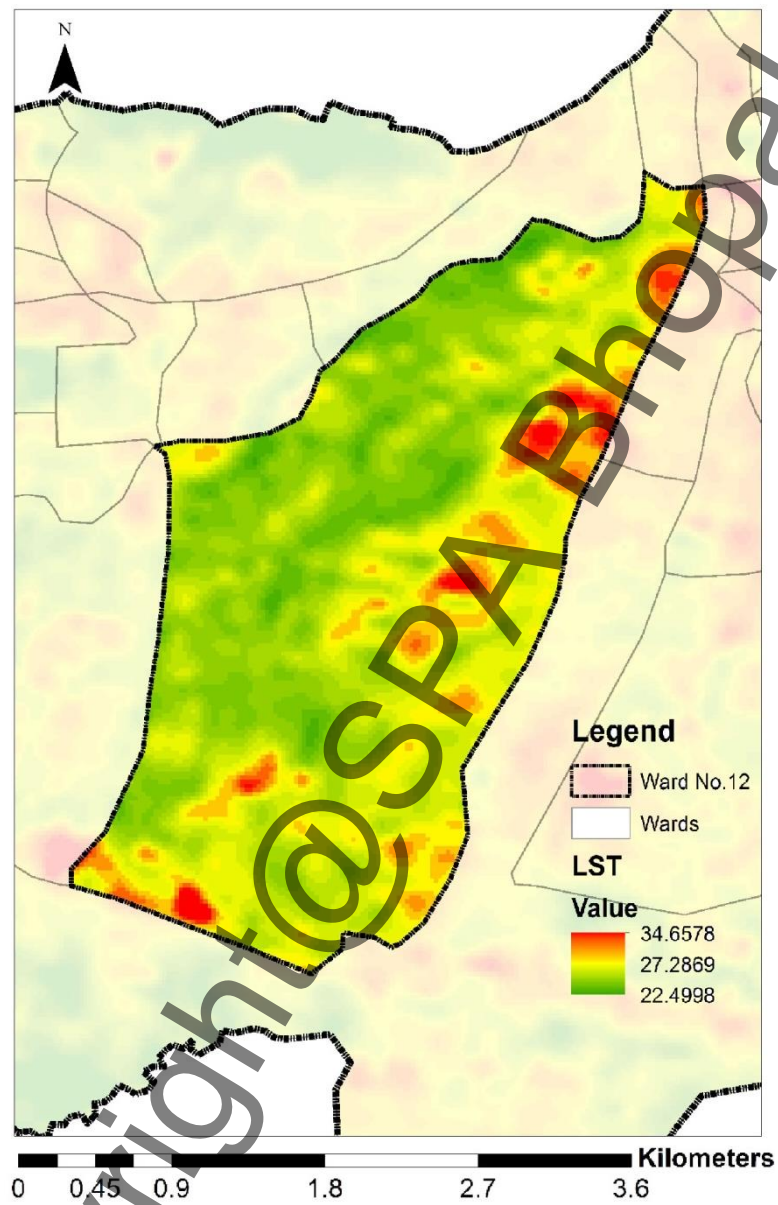 N
Legend
Ward No.12
Wards
LST
Value
34.6578
27.2869
22.4998
Kilometers
0 0.45 0.9 1.8 2.7 3.6
right@SPA Bhopal